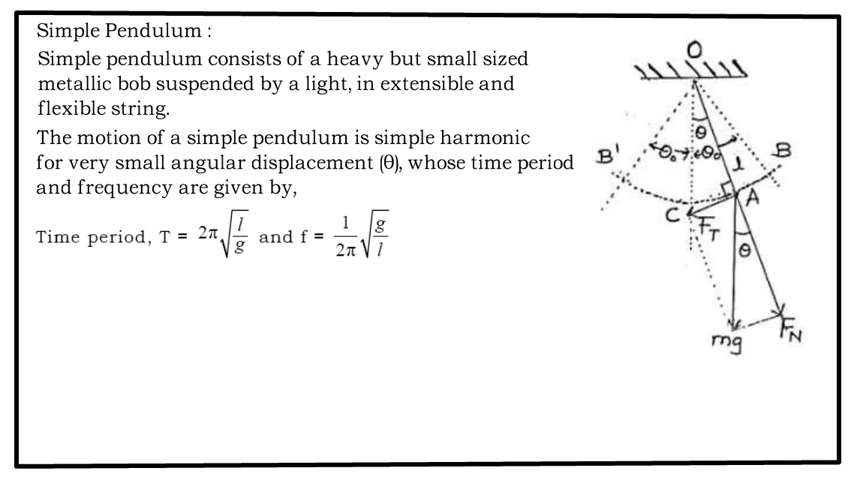 Simple Pendulum :
Simple pendulum consists of a heavy but small sized
metallic bob suspended by a light, in extensible and
flexible string.
The motion of a simple pendulum is simple harmonic
for very small angular displacement (θ), whose time period
and frequency are given by,
Time period, T = 2π√(l/g) and f = 1/2π √(g/l)
O
θ
B' θ₀ θ₀ l B
C F_T A
θ
mg F_N